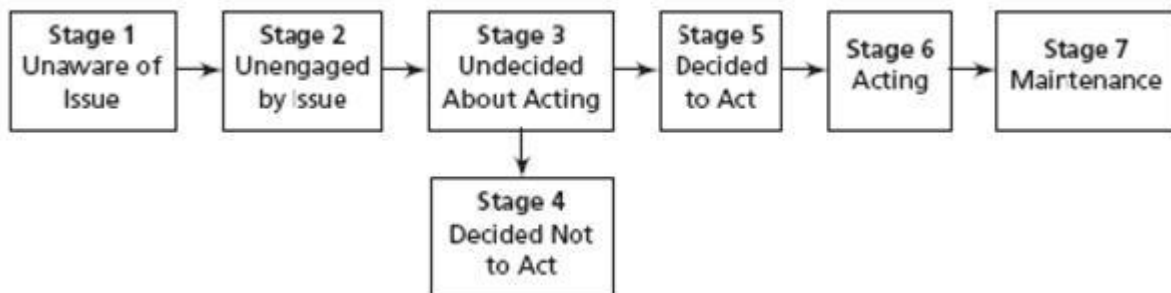 Stage 1
Unaware of
Issue
Stage 2
Unengaged
by Issue
Stage 3
Undecided
About Acting
Stage 5
Decided
to Act
Stage 6
Acting
Stage 7
Mairtenance
Stage 4
Decided Not
to Act